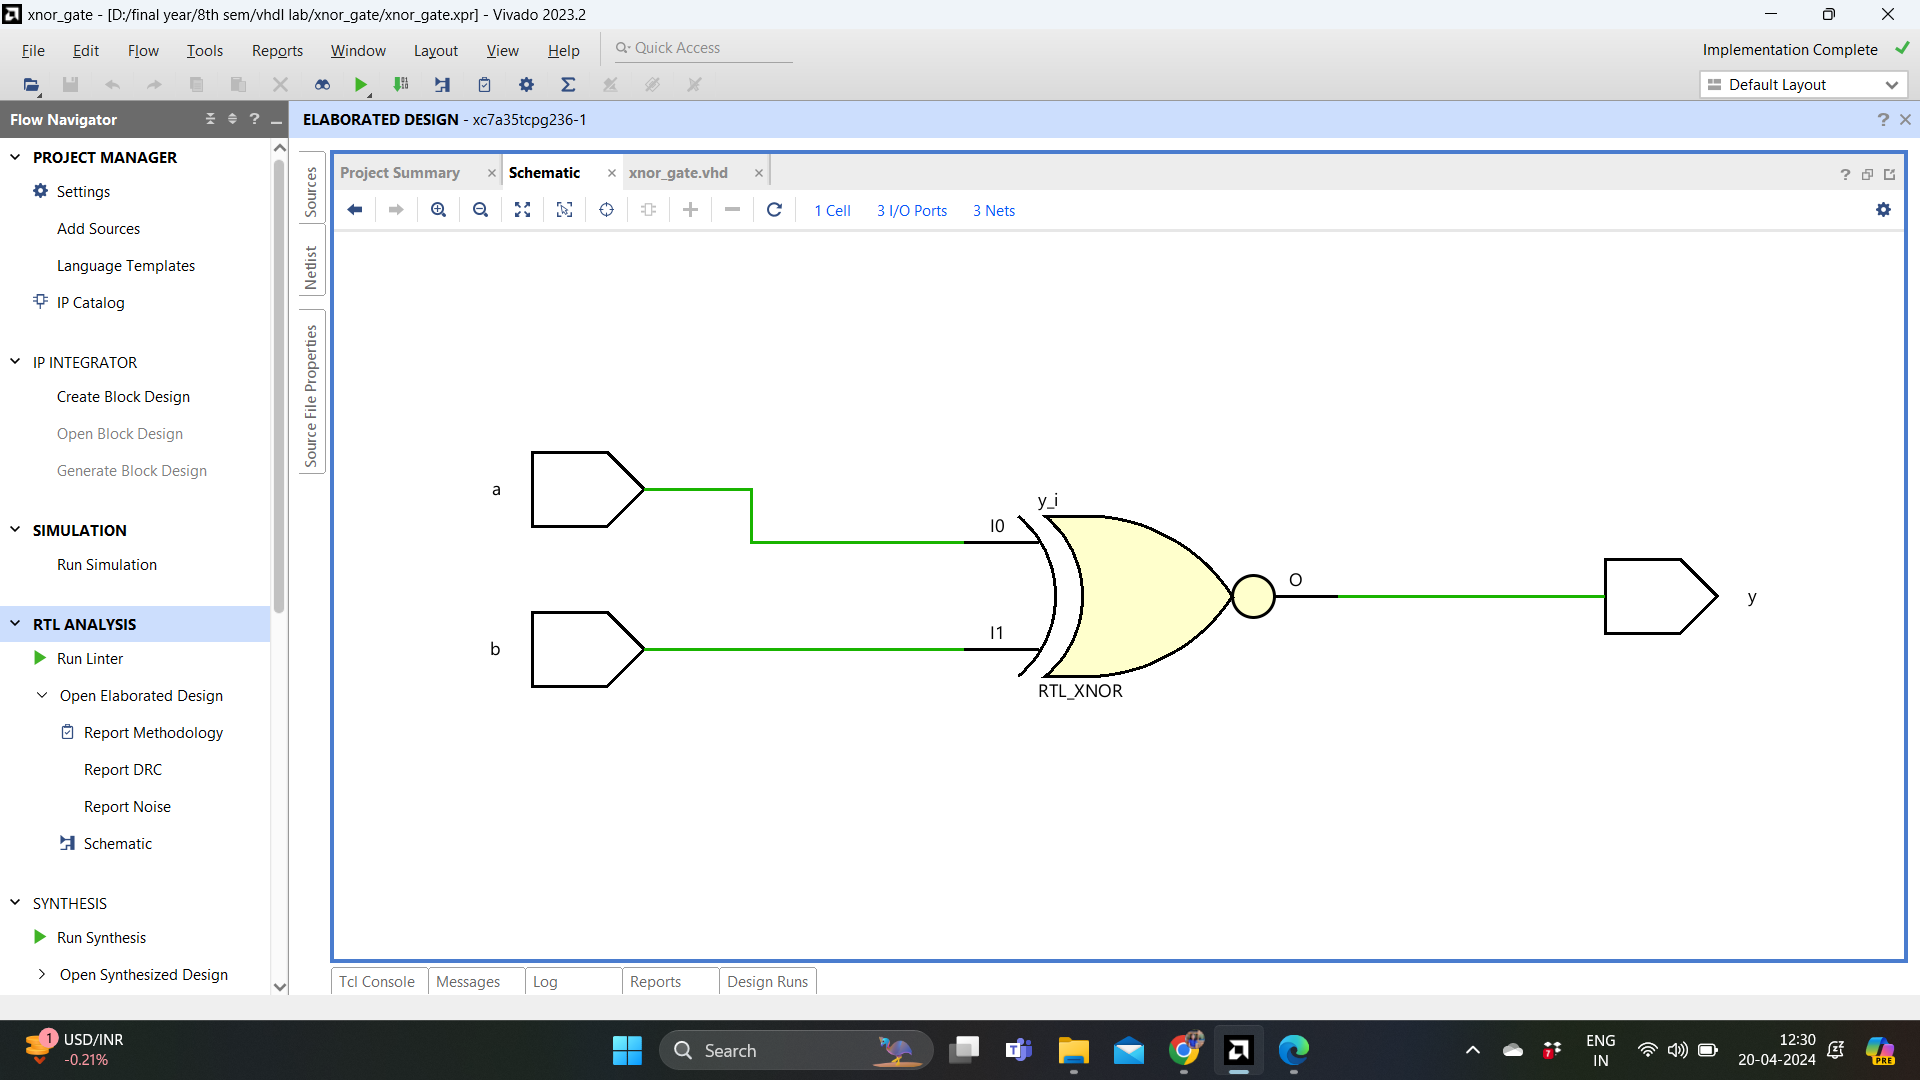 xnor_gate - [D:/final year/8th sem/vhdl lab/xnor_gate/xnor_gate.xpr] - Vivado 2023.2
File Edit Flow Tools Reports Window Layout View Help Quick Access
Implementation Complete
Default Layout
Flow Navigator
ELABORATED DESIGN - xc7a35tcpg236-1
PROJECT MANAGER
Settings
Add Sources
Language Templates
IP Catalog
IP INTEGRATOR
Create Block Design
Open Block Design
Generate Block Design
SIMULATION
Run Simulation
RTL ANALYSIS
Run Linter
Open Elaborated Design
Report Methodology
Report DRC
Report Noise
Schematic
SYNTHESIS
Run Synthesis
Open Synthesized Design
Sources
Netlist
Source File Properties
Project Summary Schematic xnor_gate.vhd
1 Cell 3 I/O Ports 3 Nets
a
b
y_i
I0
I1
O
RTL_XNOR
y
Tcl Console Messages Log Reports Design Runs
1
USD/INR
-0.21%
Search
7
ENG
IN
12:30
20-04-2024
PRE